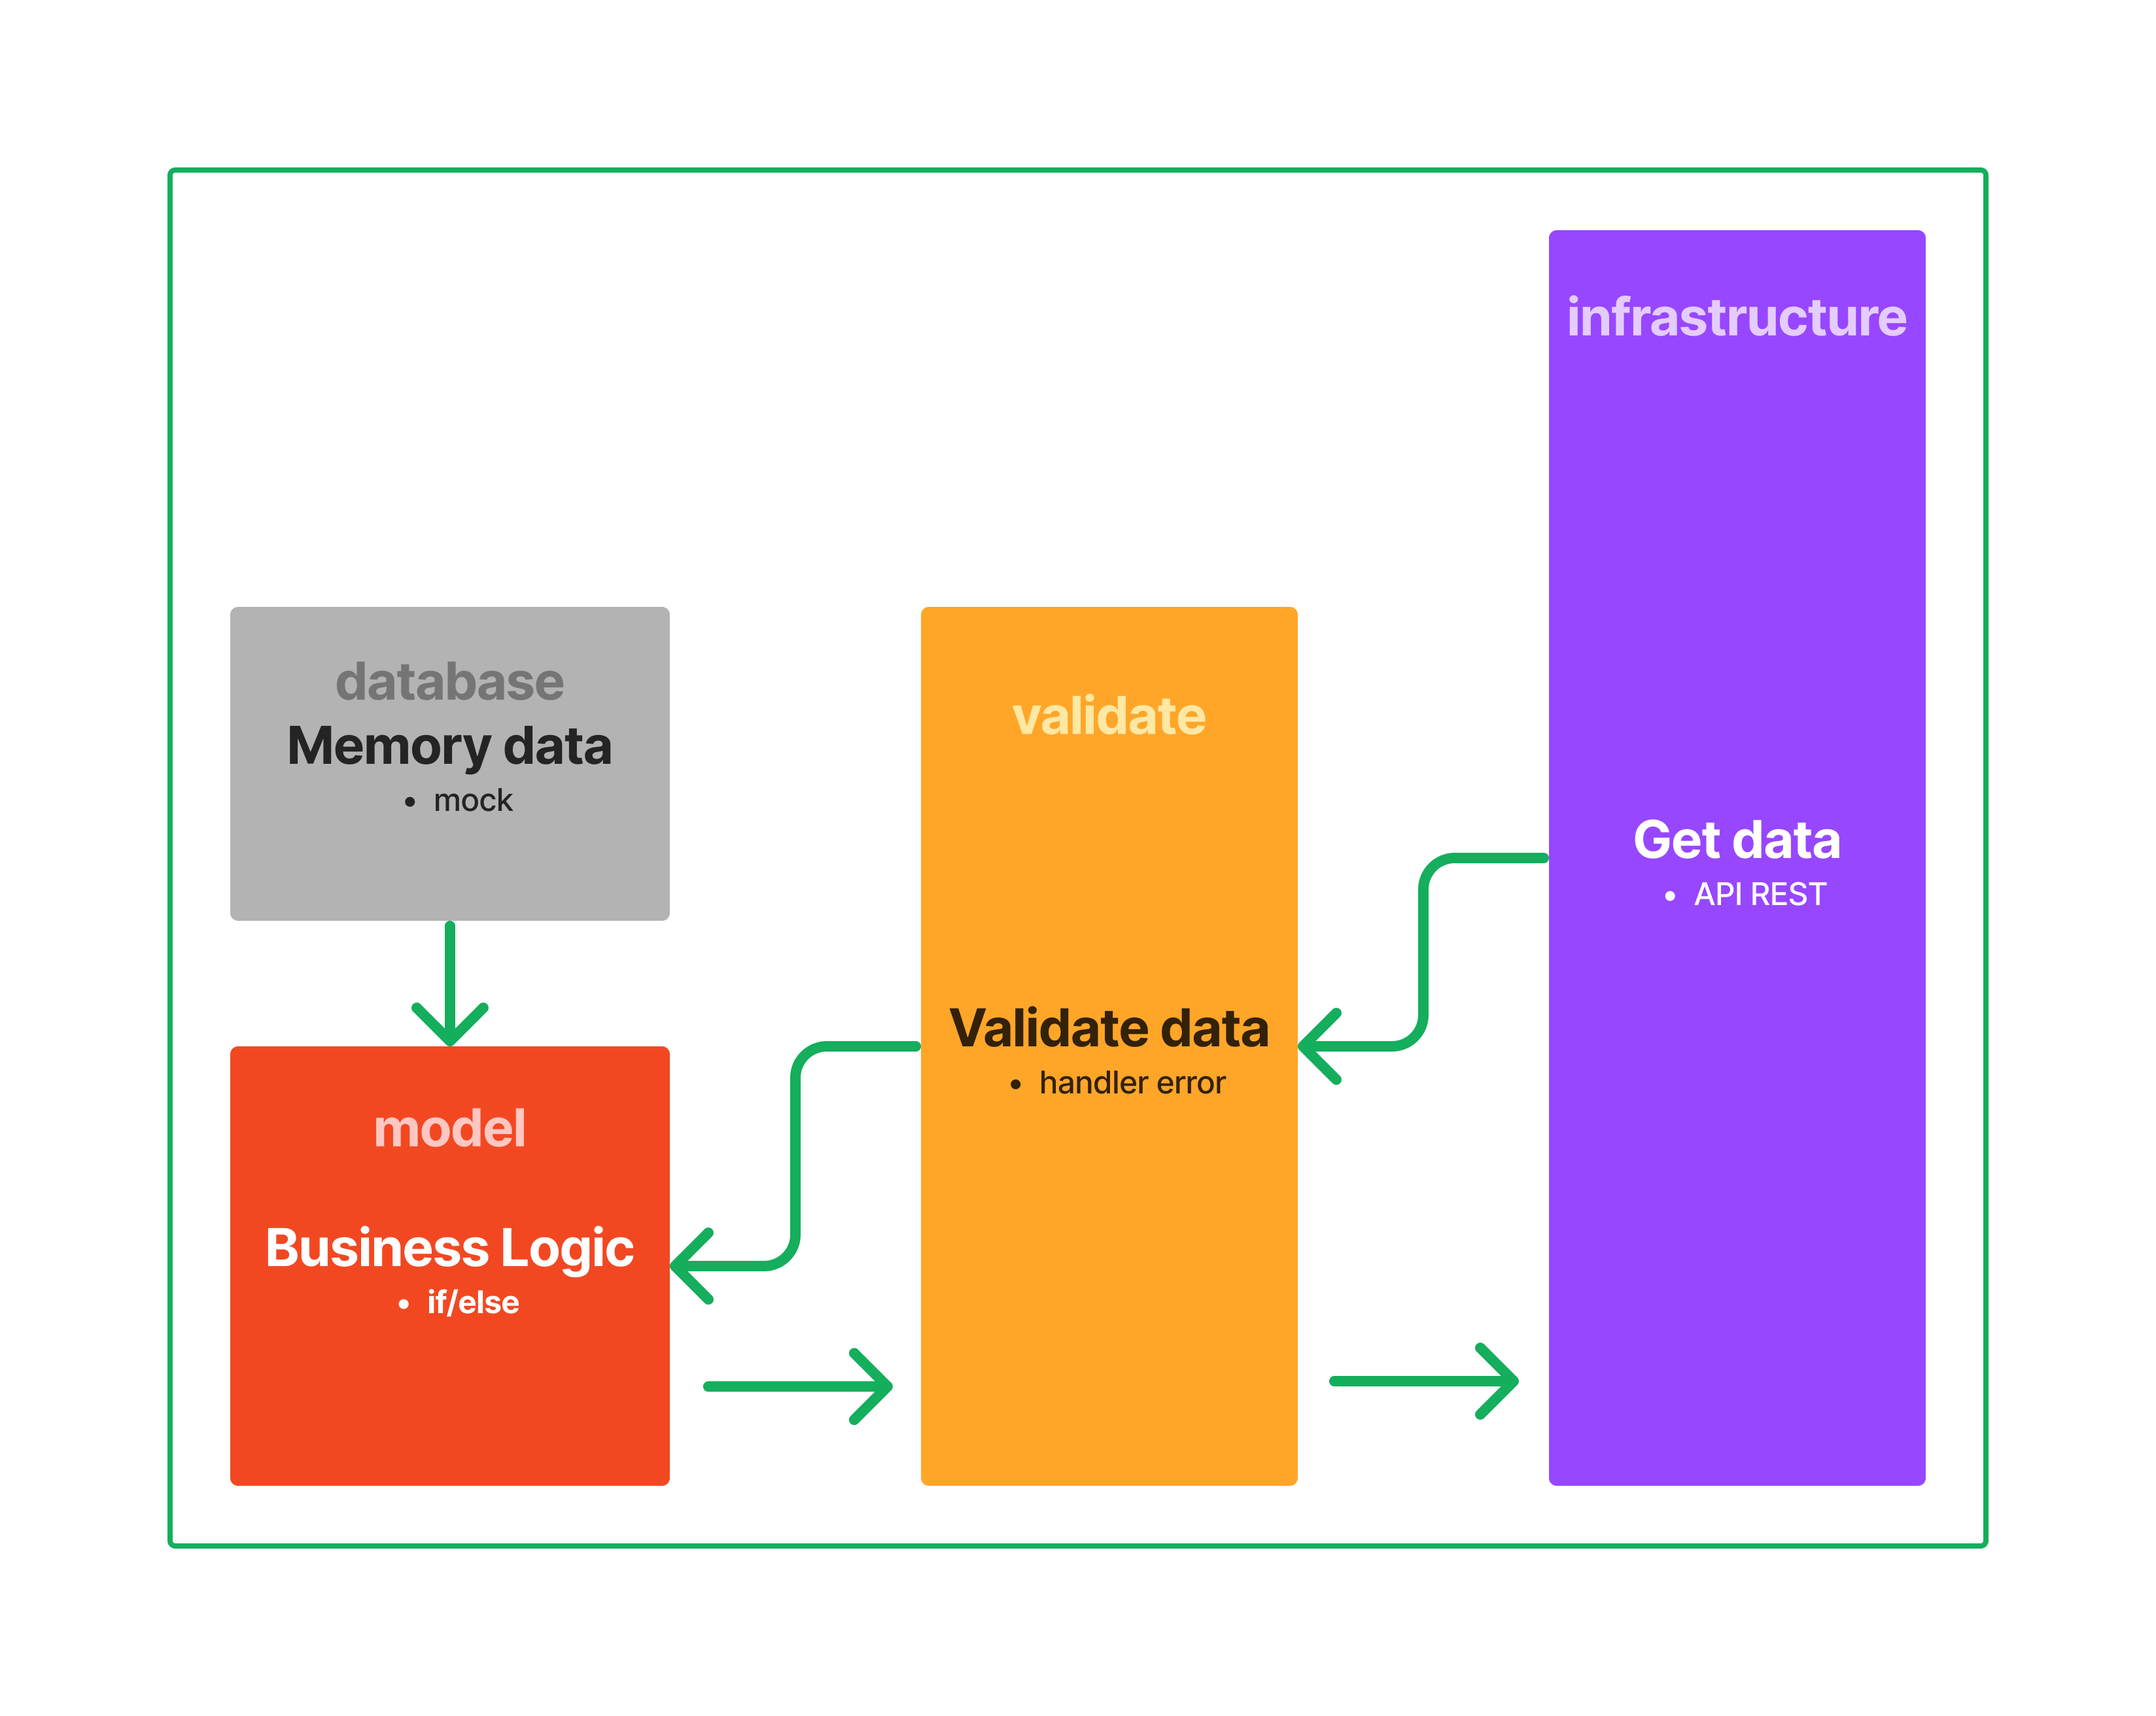 infrastructure
database
Memory data
• mock
validate
Get data
• API REST
Validate data
• handler error
model
Business Logic
• if/else